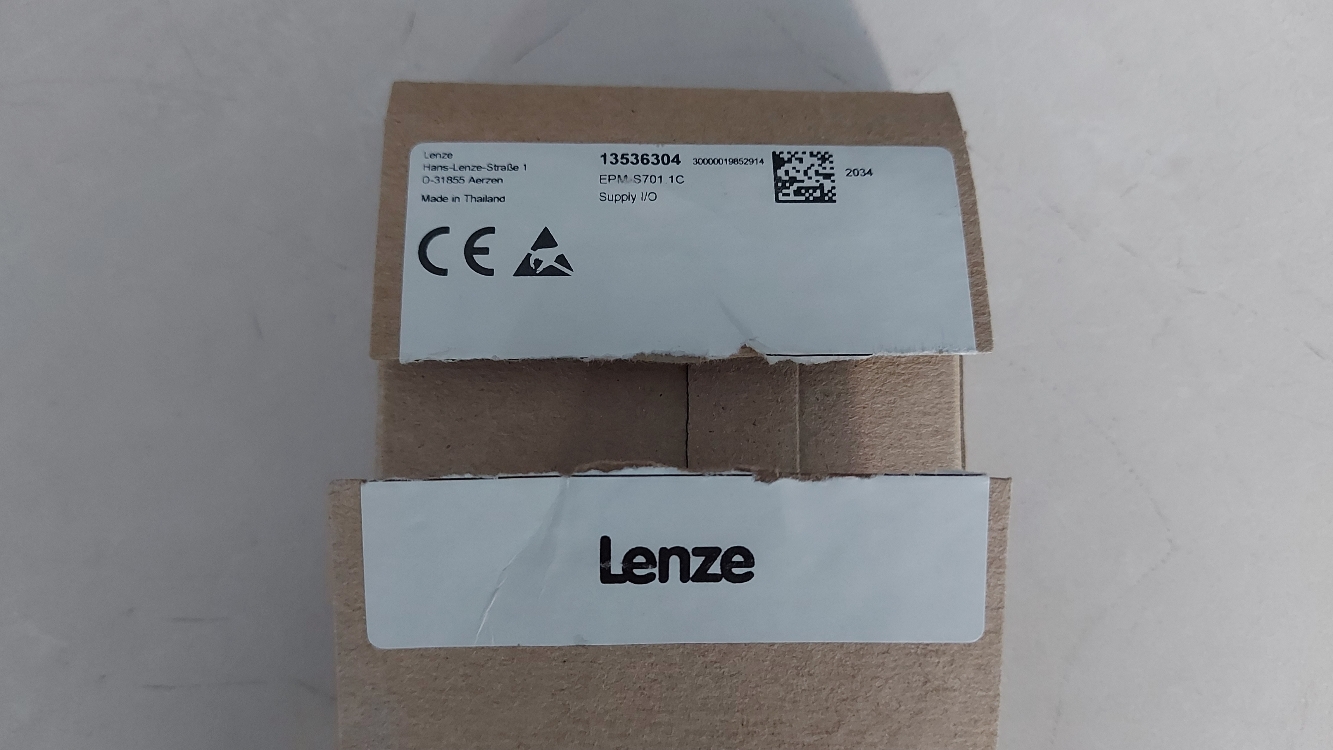 Lenze
Hans-Lenze-Straße 1
D-31855 Aerzen
Made in Thailand
13536304 30000019852914
EPM-S701.1C
Supply I/O
2034
CE
Lenze